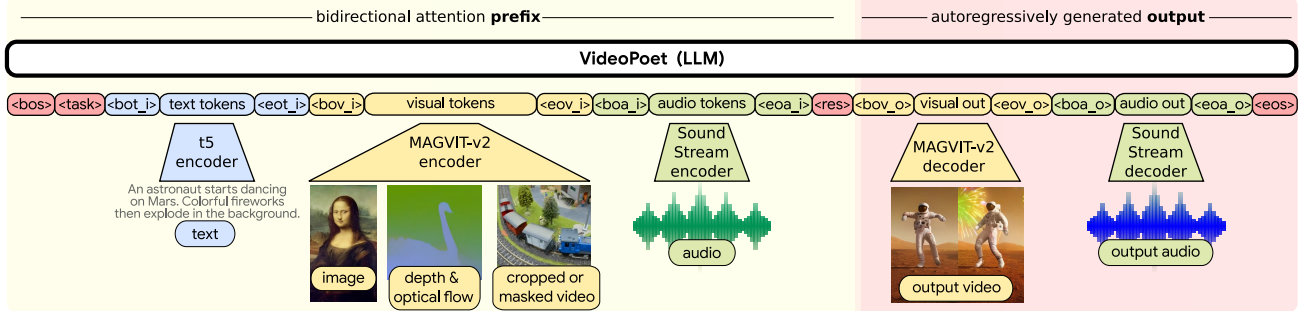 bidirectional attention prefix
autoregressively generated output
VideoPoet (LLM)
<bos> <task> <bot_i> text tokens <eot_i> <bov_i> visual tokens <eov_i> <boa_i> audio tokens <eoa_i> <res> <bov_o> visual out <eov_o> <boa_o> audio out <eoa_o> <eos>
t5
encoder
An astronaut starts dancing
on Mars. Colorful fireworks
then explode in the background.
text
MAGVIT-v2
encoder
image
depth &
optical flow
cropped or
masked video
Sound
Stream
encoder
audio
MAGVIT-v2
decoder
output video
Sound
Stream
decoder
output audio